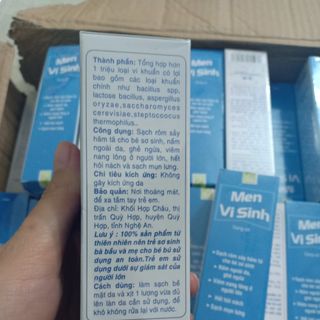 Thành phần: Tổng hợp hơn
1 triệu loại vi khuẩn có lợi
bao gồm các loại khuẩn
chính như bacillus spp,
lactose bacillus, aspergillus
oryzae,saccharomyces
cerevisiae,steptoccocus
thermophilus..
Công dụng: Sạch rôm sảy
hăm tã cho bé sơ sinh, nấm
ngoài da, ghẻ ngứa, viêm
nang lông ở người lớn, hết
hôi nách và sạch mụn lưng.
Chi tiêu kích ứng: Không
gây kích ứng da
Bảo quản: Nơi thoáng mát,
để xa tầm tay trẻ em.
Địa chỉ: Khối Hợp Châu, thị
trấn Quỳ Hợp, huyện Quỳ
Hợp, tỉnh Nghệ An.
Lưu ý : 100% sản phẩm từ
thiên nhiên nên trẻ sơ sinh
bà bầu và mẹ cho bé bú sử
dụng an toàn.Trẻ em sử
dụng dưới sự giám sát của
người lớn
Cách dùng: làm sạch bề
mặt da và xịt 1 lượng vừa đủ
lên làn da cần sử dụng, để
khô không rửa lại với nước.
Men
Vi Sinh
Men
Vi Sinh
Men
Vi Sinh